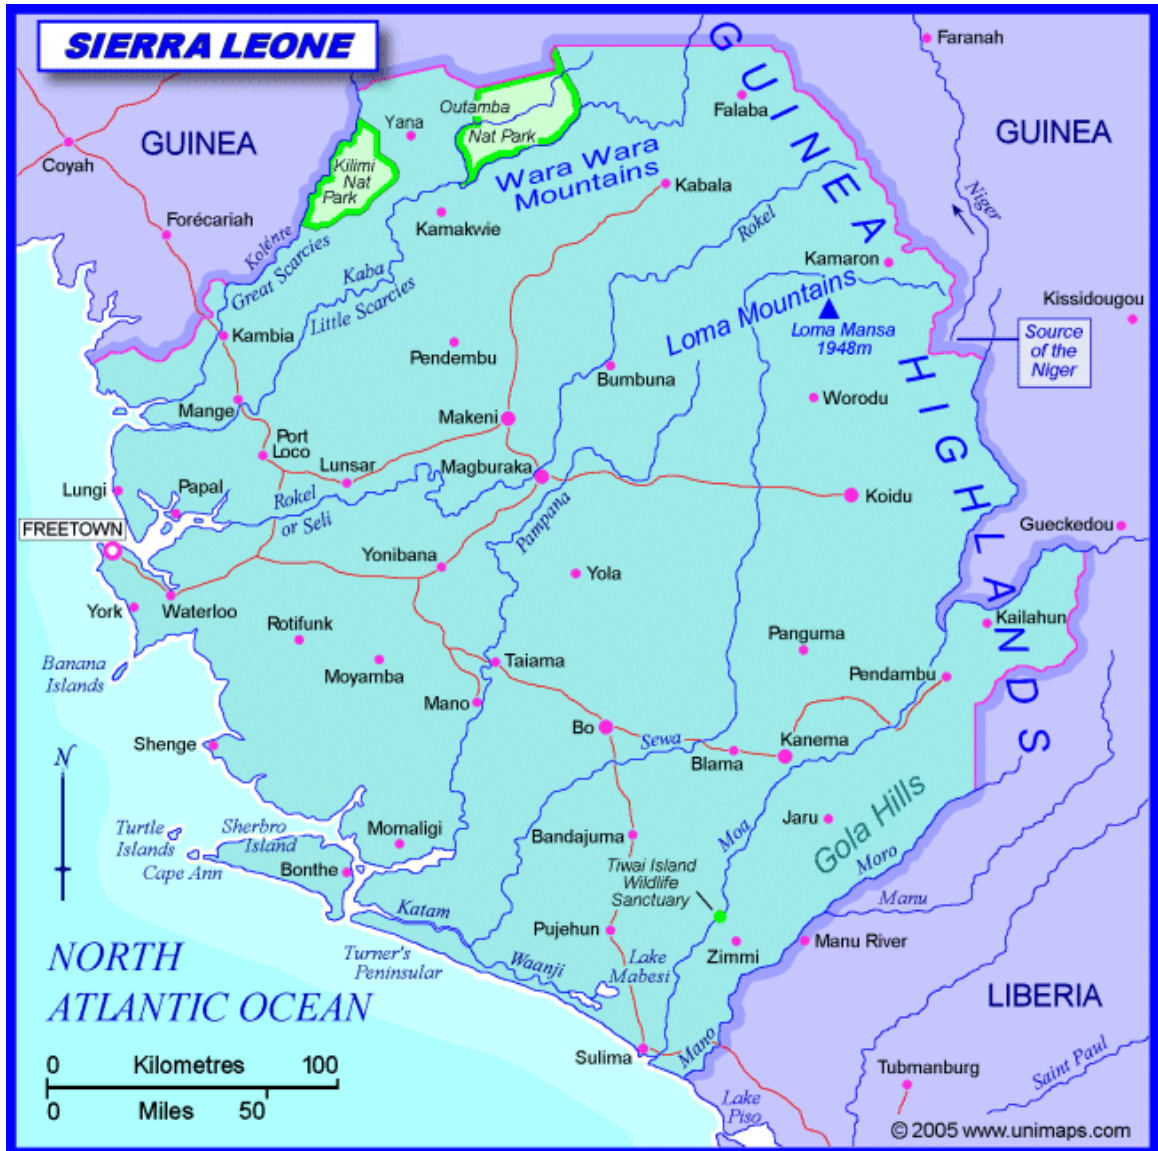 SIERRA LEONE
GUINEA
Coyah
Forécariah
Yana
Outamba
Nat Park
Kilimi
Nat
Park
Wara Wara
Mountains
Kamakwie
Kabala
Falaba
Faranah
GUINEA
GUINEA HIGHLANDS
Niger
Kolénte
Great Scarcies
Kaba
Little Scarcies
Rokel
Kamaron
Loma Mountains
Loma Mansa
1948m
Kissidougou
Source
of the
Niger
Kambia
Pendembu
Bumbuna
Worodu
Mange
Makeni
Port
Loco
Lunsar
Magburaka
Koidu
Lungi
Papal
Rokel
or Seli
Pampana
Gueckedou
FREETOWN
Yonibana
Yola
York
Waterloo
Rotifunk
Kailahun
Panguma
Banana
Islands
Moyamba
Taiama
Pendambu
Mano
Shenge
Bo
Sewa
Kanema
Blama
N
Turtle
Islands
Sherbro
Island
Cape Ann
Momaligi
Bonthe
Bandajuma
Moa
Jaru
Gola Hills
Moro
Tiwai Island
Wildlife
Sanctuary
Manu
Katam
Pujehun
Zimmi
Manu River
Turner's
Peninsular
Waanji
Lake
Mabesi
NORTH
ATLANTIC OCEAN
LIBERIA
Sulima
Mano
Tubmanburg
Saint Paul
Lake
Piso
0 Kilometres 100
0 Miles 50
© 2005 www.unimaps.com